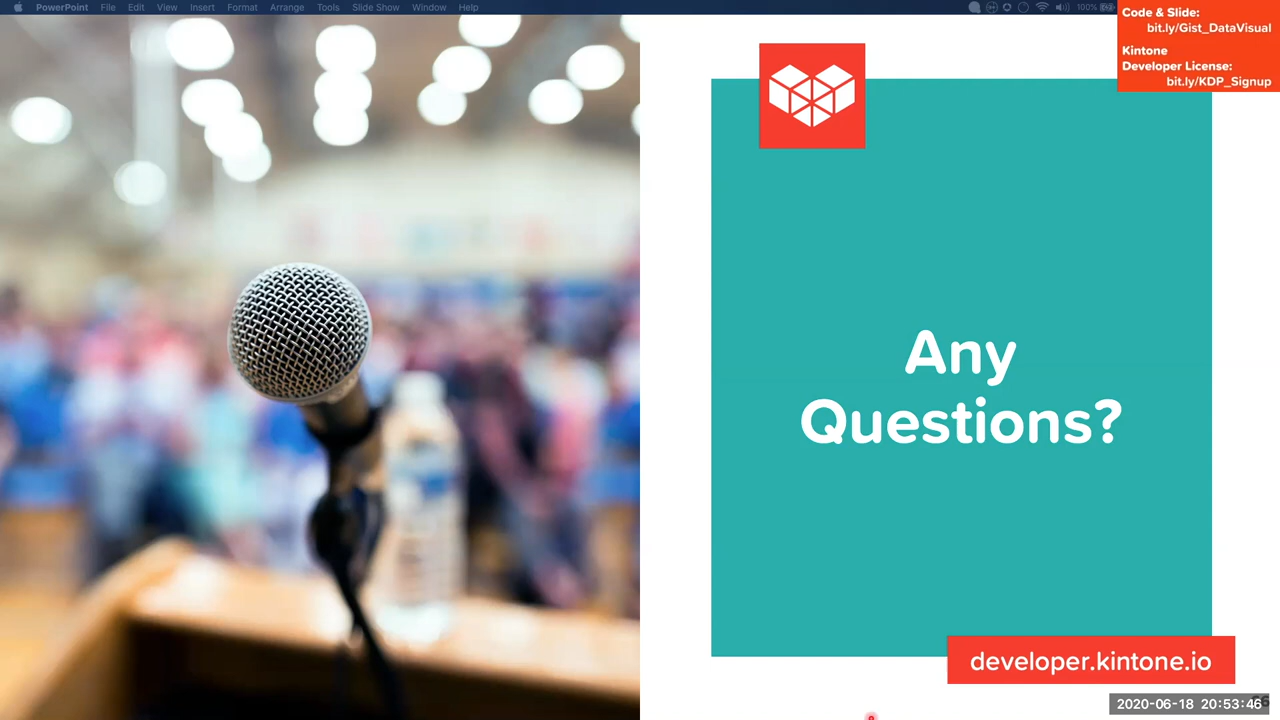 PowerPoint File Edit View Insert Format Arrange Tools Slide Show Window Help
100%
Code & Slide:
bit.ly/Gist_DataVisual
Kintone
Developer License:
bit.ly/KDP_Signup
Any
Questions?
developer.kintone.io
2020-06-18 20:53:46